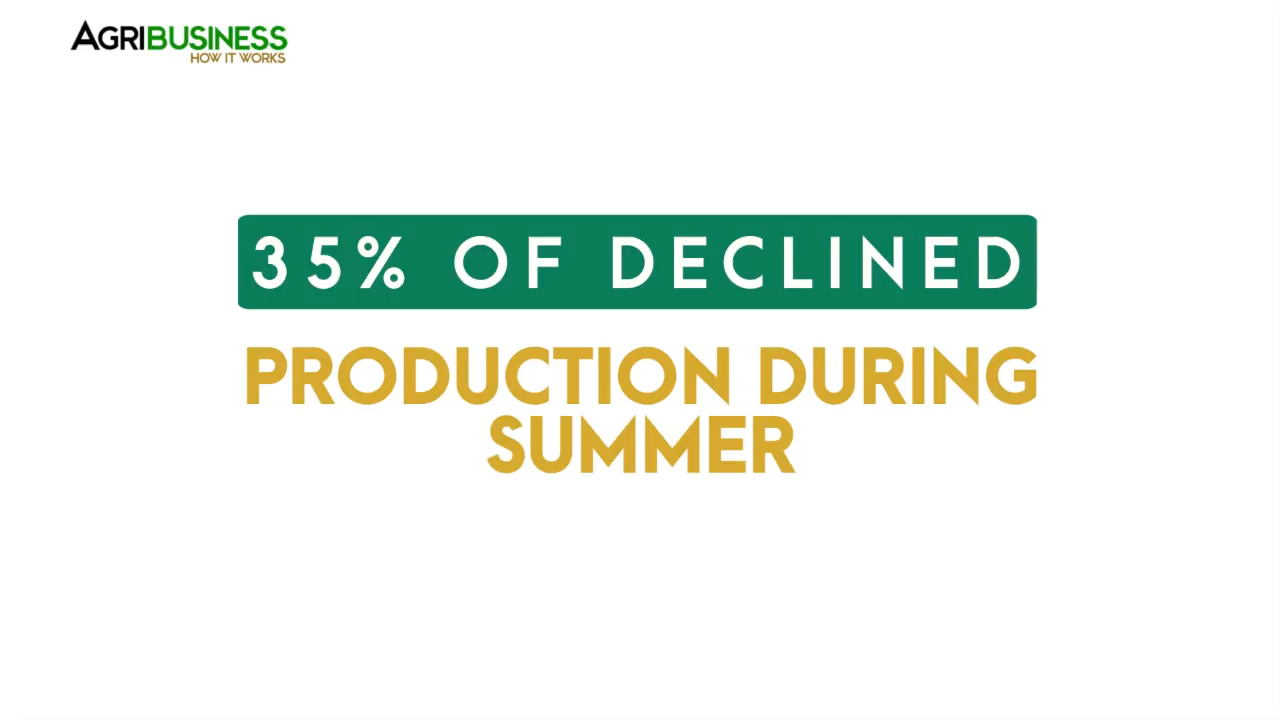 AGRIBUSINESS
HOW IT WORKS
35% OF DECLINED
PRODUCTION DURING
SUMMER